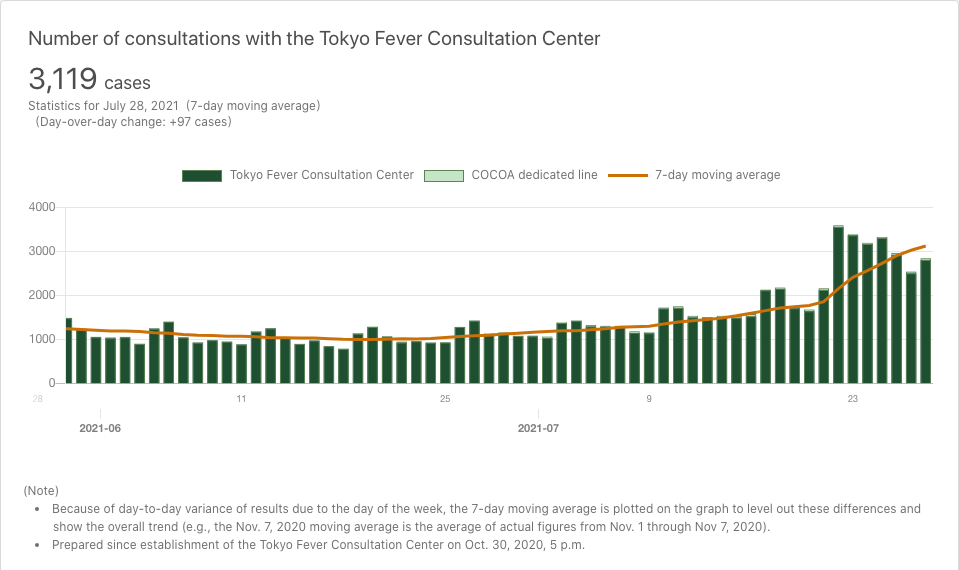 Number of consultations with the Tokyo Fever Consultation Center
3,119 cases
Statistics for July 28, 2021 (7-day moving average)
(Day-over-day change: +97 cases)
Tokyo Fever Consultation Center
COCOA dedicated line
7-day moving average
4000
3000
2000
1000
0
28
11
25
9
23
2021-06
2021-07
(Note)
• Because of day-to-day variance of results due to the day of the week, the 7-day moving average is plotted on the graph to level out these differences and
show the overall trend (e.g., the Nov. 7, 2020 moving average is the average of actual figures from Nov. 1 through Nov 7, 2020).
• Prepared since establishment of the Tokyo Fever Consultation Center on Oct. 30, 2020, 5 p.m.